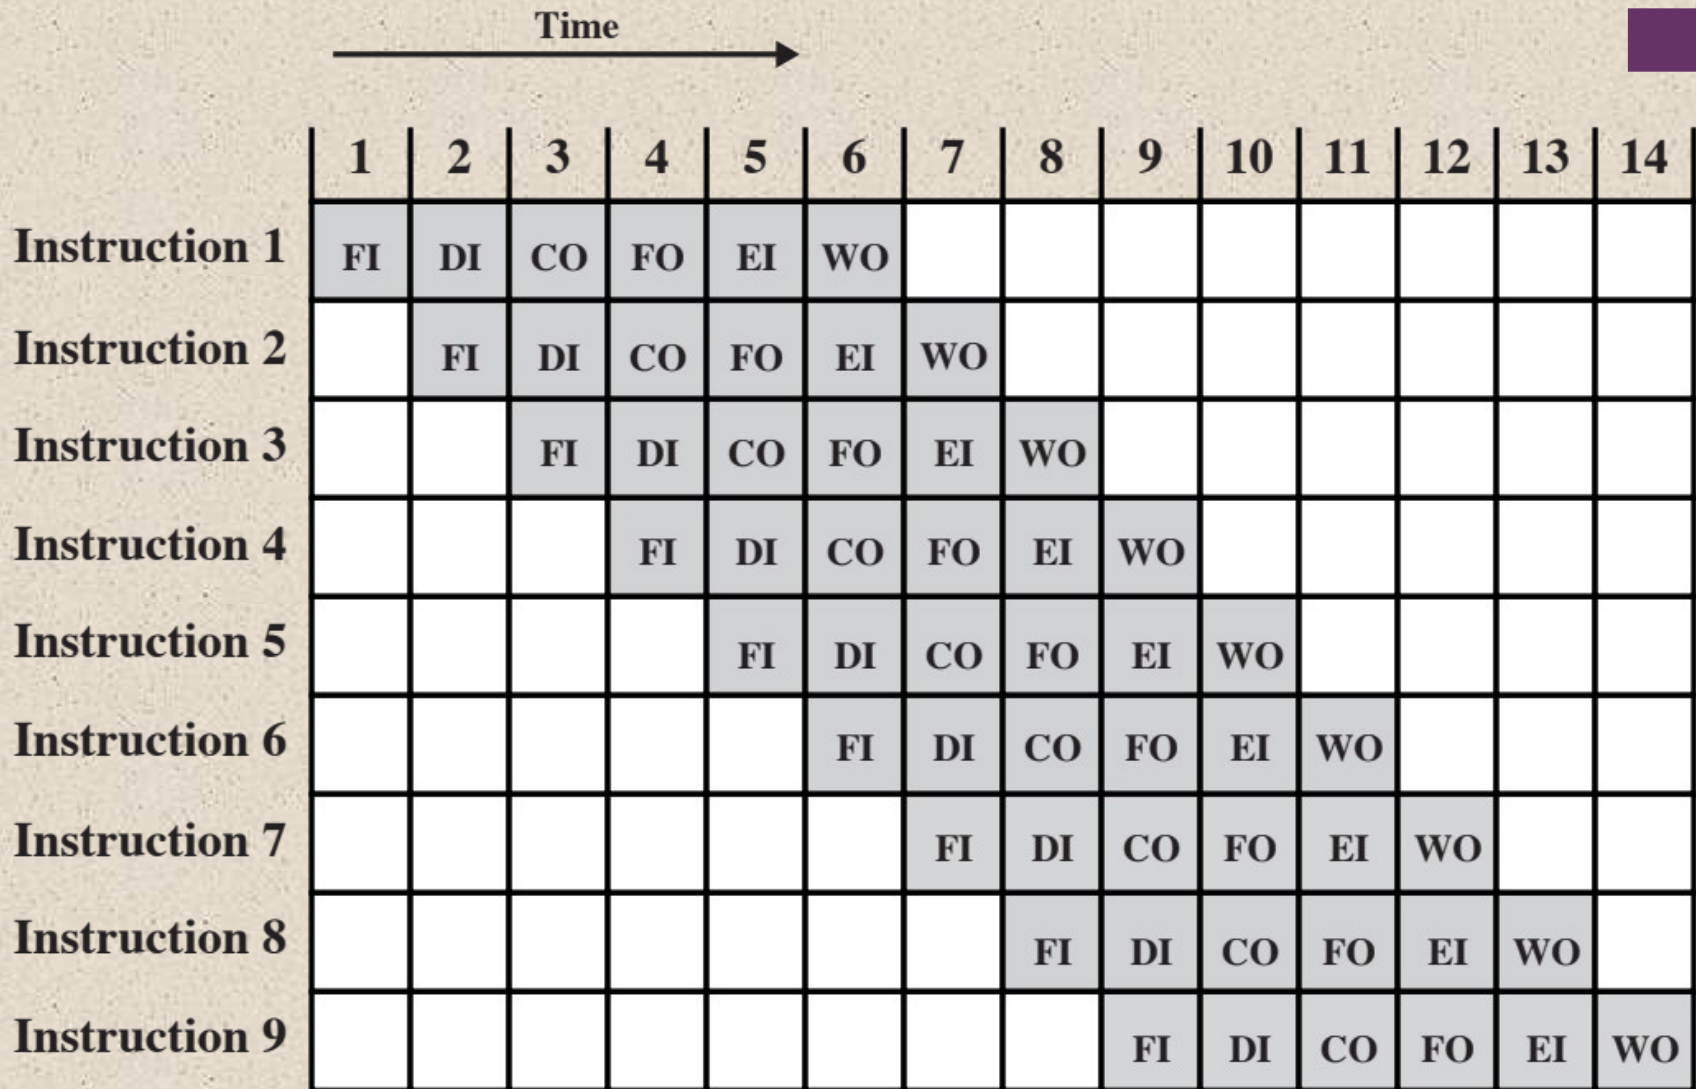 Time
1 2 3 4 5 6 7 8 9 10 11 12 13 14
Instruction 1 FI DI CO FO EI WO
Instruction 2 FI DI CO FO EI WO
Instruction 3 FI DI CO FO EI WO
Instruction 4 FI DI CO FO EI WO
Instruction 5 FI DI CO FO EI WO
Instruction 6 FI DI CO FO EI WO
Instruction 7 FI DI CO FO EI WO
Instruction 8 FI DI CO FO EI WO
Instruction 9 FI DI CO FO EI WO